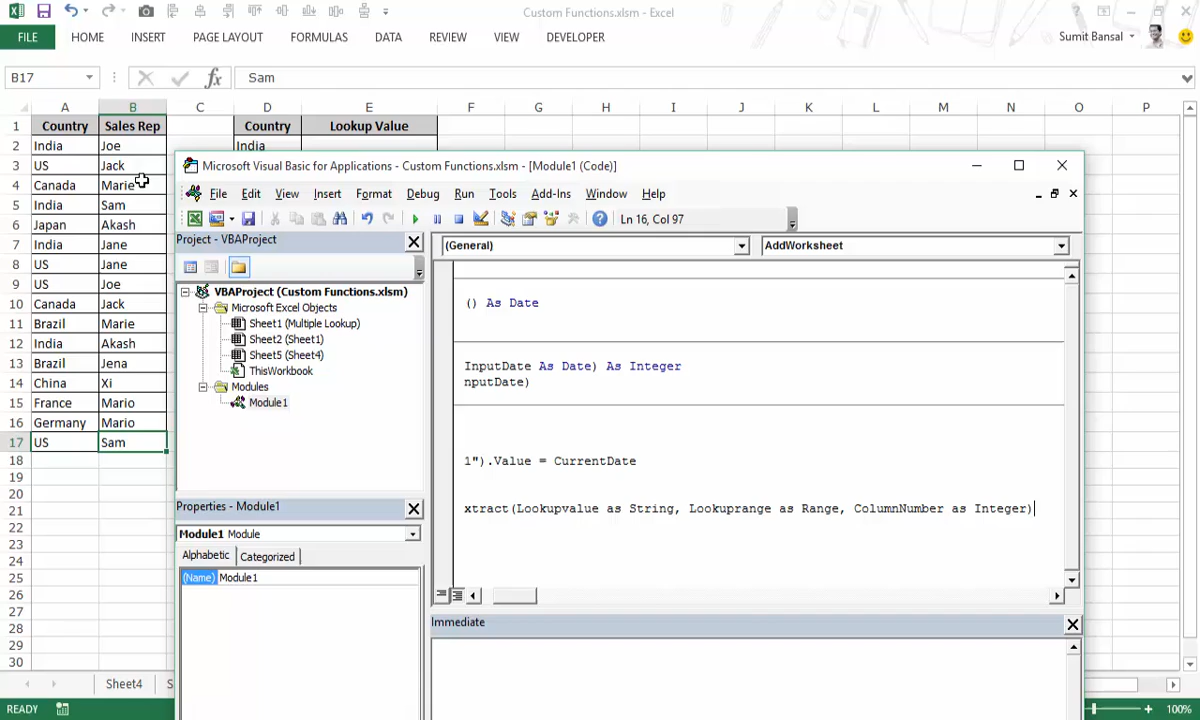 Custom Functions.xlsm - Excel
FILE HOME INSERT PAGE LAYOUT FORMULAS DATA REVIEW VIEW DEVELOPER Sumit Bansal
B17 fx Sam
A B C D E F G H I J K L M N O P
1 Country Sales Rep Country Lookup Value
2 India Joe India
3 US Jack
4 Canada Marie
5 India Sam
6 Japan Akash
7 India Jane
8 US Jane
9 US Joe
10 Canada Jack
11 Brazil Marie
12 India Akash
13 Brazil Jena
14 China Xi
15 France Mario
16 Germany Mario
17 US Sam
18
19
20
21
22
23
24
25
26
27
28
29
30
Sheet4 S
READY 100%
Microsoft Visual Basic for Applications - Custom Functions.xlsm - [Module1 (Code)]
File Edit View Insert Format Debug Run Tools Add-Ins Window Help
Ln 16, Col 97
Project - VBAProject
VBAProject (Custom Functions.xlsm)
Microsoft Excel Objects
Sheet1 (Multiple Lookup)
Sheet2 (Sheet1)
Sheet5 (Sheet4)
ThisWorkbook
Modules
Module1
Properties - Module1
Module1 Module
Alphabetic Categorized
(Name) Module1
(General) AddWorksheet
() As Date
InputDate As Date) As Integer
nputDate)
1").Value = CurrentDate
xtract(Lookupvalue as String, Lookuprange as Range, ColumnNumber as Integer)
Immediate